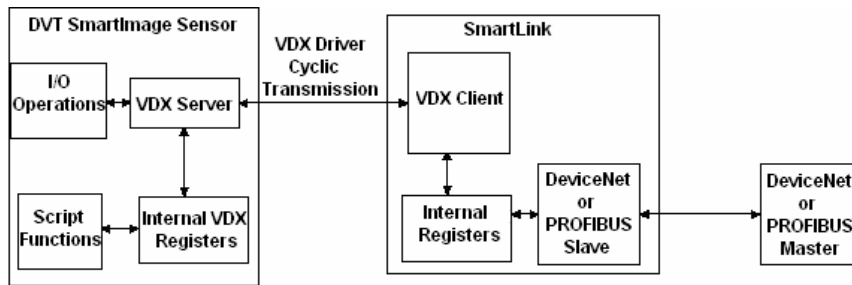 DVT SmartImage Sensor
I/O
Operations
VDX Server
Script
Functions
Internal VDX
Registers
VDX Driver
Cyclic
Transmission
SmartLink
VDX Client
Internal
Registers
DeviceNet
or
PROFIBUS
Slave
DeviceNet
or
PROFIBUS
Master